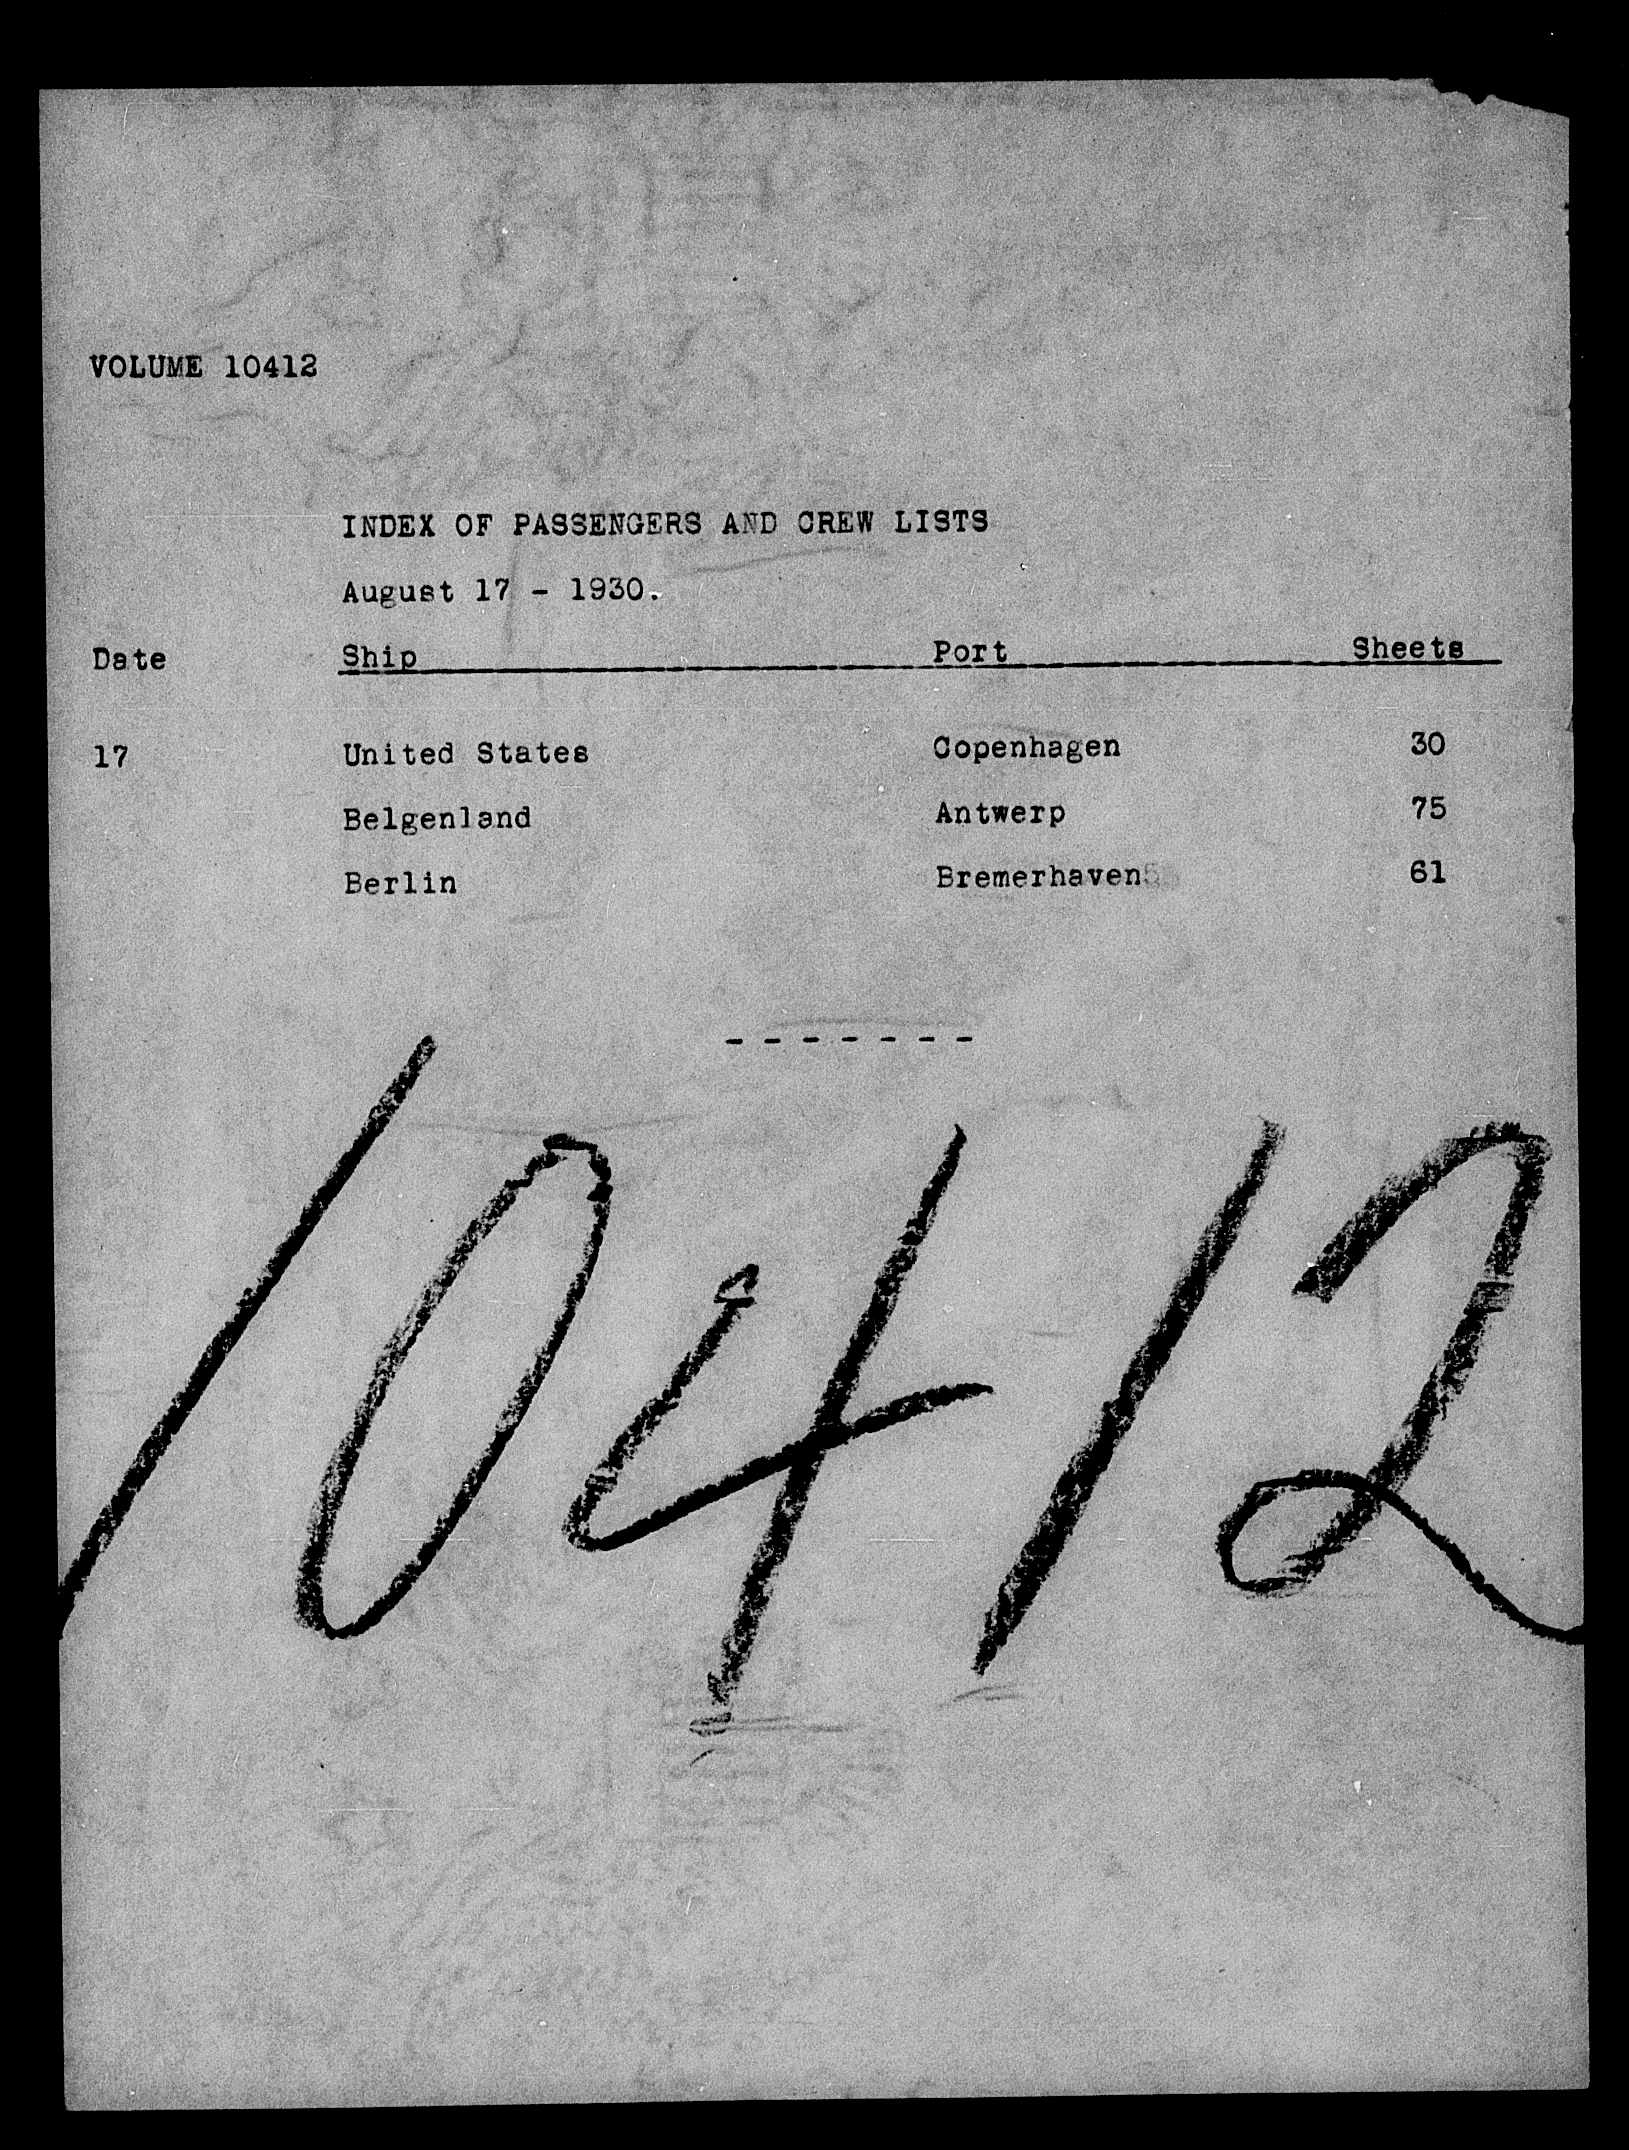 VOLUME 10412
INDEX OF PASSENGERS AND CREW LISTS
August 17 - 1930.
Date Ship Port Sheets
17 United States Copenhagen 30
Belgenland Antwerp 75
Berlin Bremerhaven 61
- - - - - - -
10412